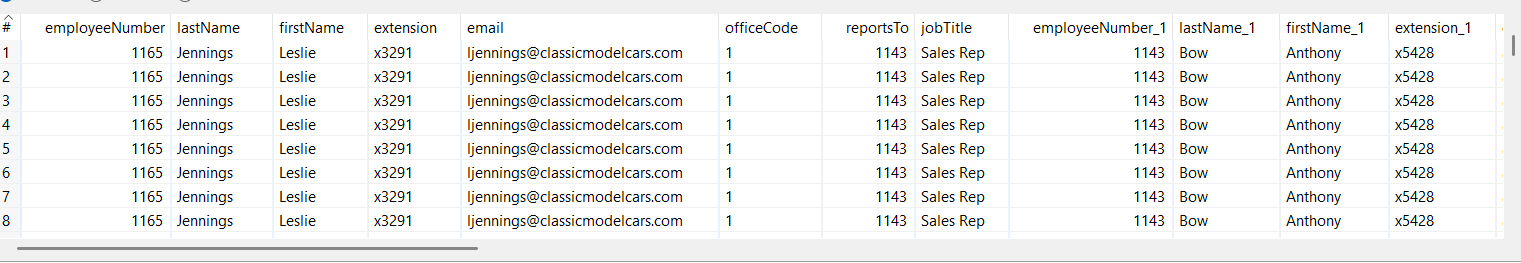 # employeeNumber lastName firstName extension email officeCode reportsTo jobTitle employeeNumber_1 lastName_1 firstName_1 extension_1
1 1165 Jennings Leslie x3291 ljennings@classicmodelcars.com 1 1143 Sales Rep 1143 Bow Anthony x5428
2 1165 Jennings Leslie x3291 ljennings@classicmodelcars.com 1 1143 Sales Rep 1143 Bow Anthony x5428
3 1165 Jennings Leslie x3291 ljennings@classicmodelcars.com 1 1143 Sales Rep 1143 Bow Anthony x5428
4 1165 Jennings Leslie x3291 ljennings@classicmodelcars.com 1 1143 Sales Rep 1143 Bow Anthony x5428
5 1165 Jennings Leslie x3291 ljennings@classicmodelcars.com 1 1143 Sales Rep 1143 Bow Anthony x5428
6 1165 Jennings Leslie x3291 ljennings@classicmodelcars.com 1 1143 Sales Rep 1143 Bow Anthony x5428
7 1165 Jennings Leslie x3291 ljennings@classicmodelcars.com 1 1143 Sales Rep 1143 Bow Anthony x5428
8 1165 Jennings Leslie x3291 ljennings@classicmodelcars.com 1 1143 Sales Rep 1143 Bow Anthony x5428